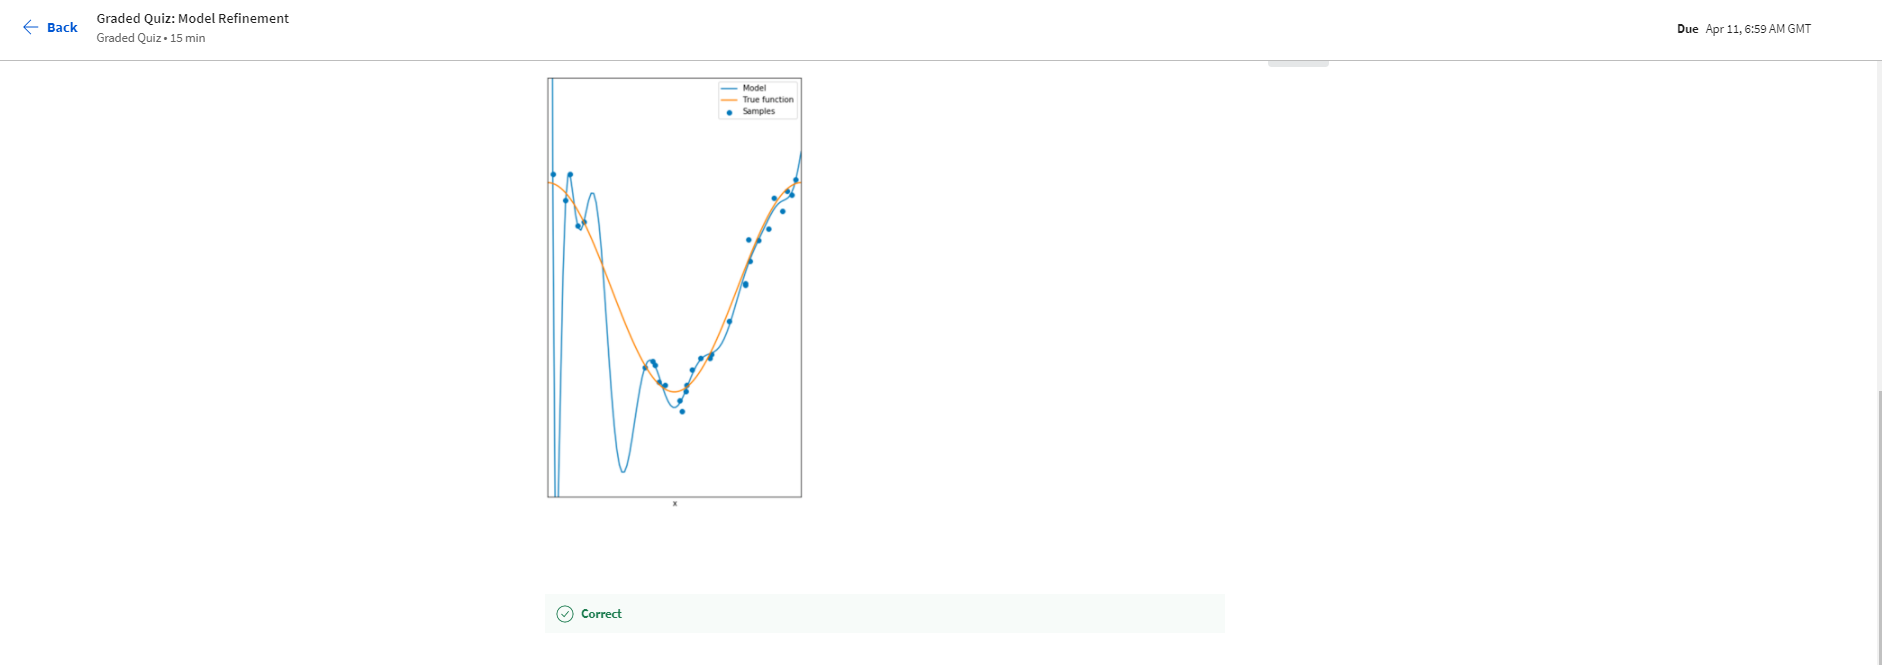 Back
Graded Quiz: Model Refinement
Graded Quiz • 15 min
Due Apr 11, 6:59 AM GMT
Model
True function
Samples
x
Correct